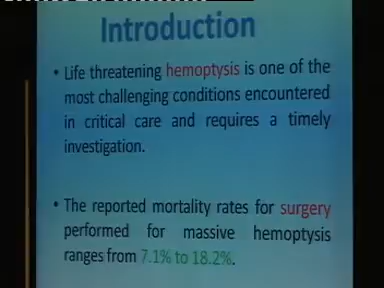 Introduction
• Life threatening hemoptysis is one of the
most challenging conditions encountered
in critical care and requires a timely
investigation.
• The reported mortality rates for surgery
performed for massive hemoptysis
ranges from 7.1% to 18.2%.